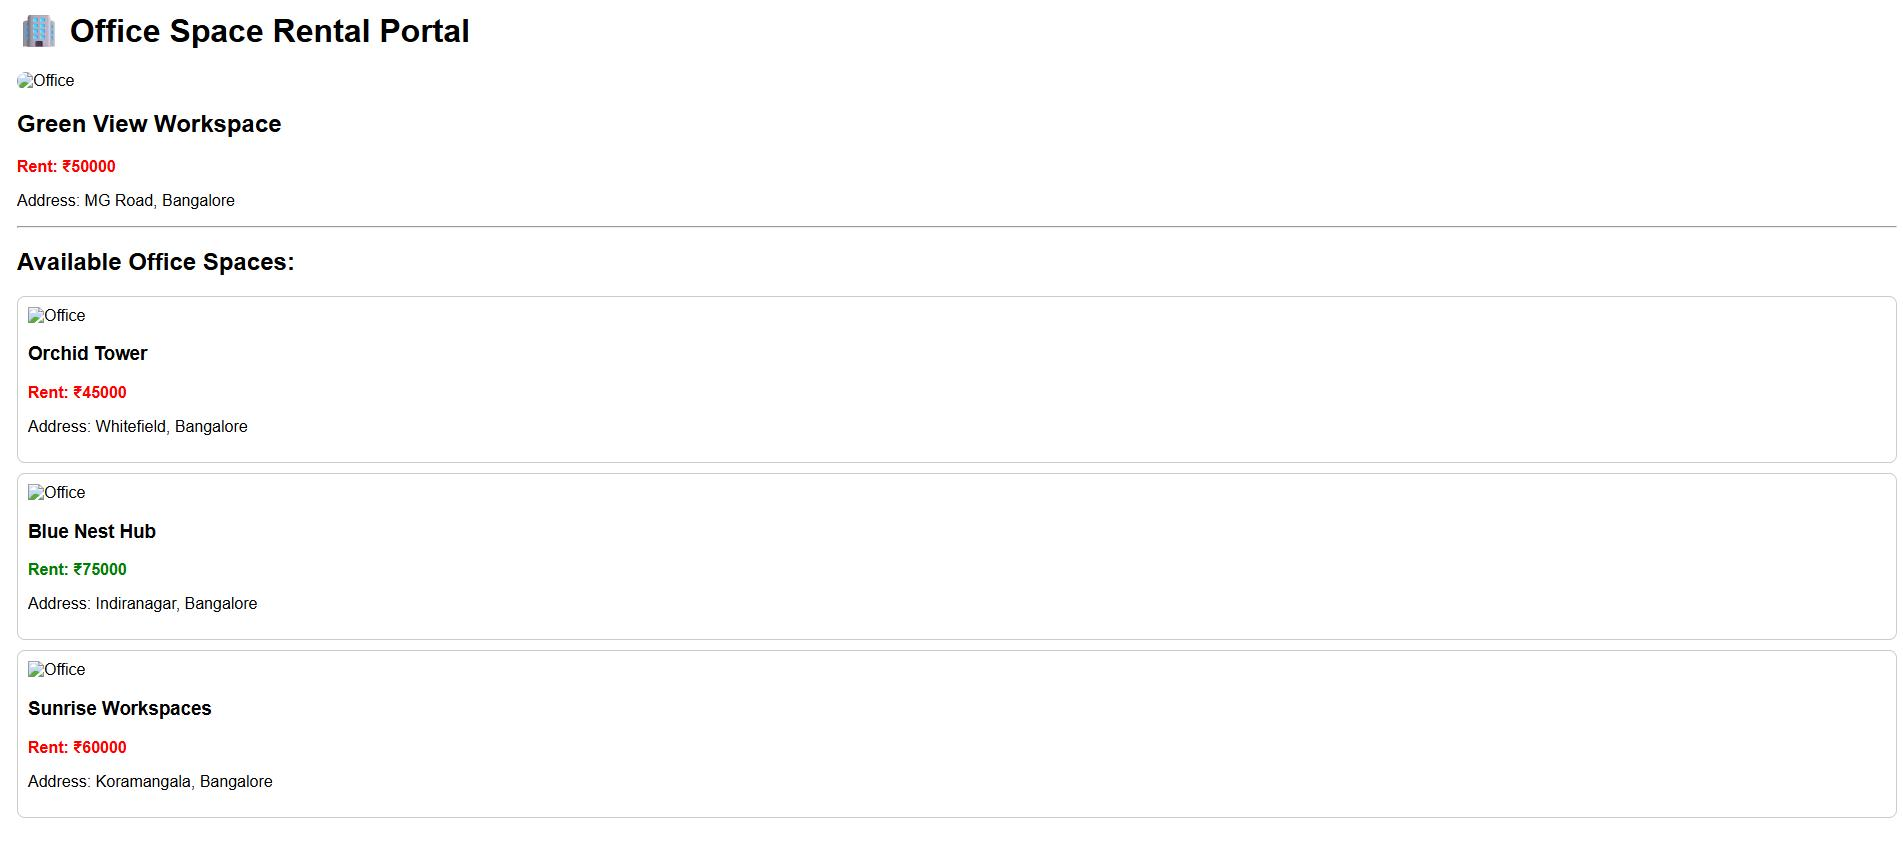 Office Space Rental Portal
Office
Green View Workspace
Rent: ₹50000
Address: MG Road, Bangalore
Available Office Spaces:
Office
Orchid Tower
Rent: ₹45000
Address: Whitefield, Bangalore
Office
Blue Nest Hub
Rent: ₹75000
Address: Indiranagar, Bangalore
Office
Sunrise Workspaces
Rent: ₹60000
Address: Koramangala, Bangalore